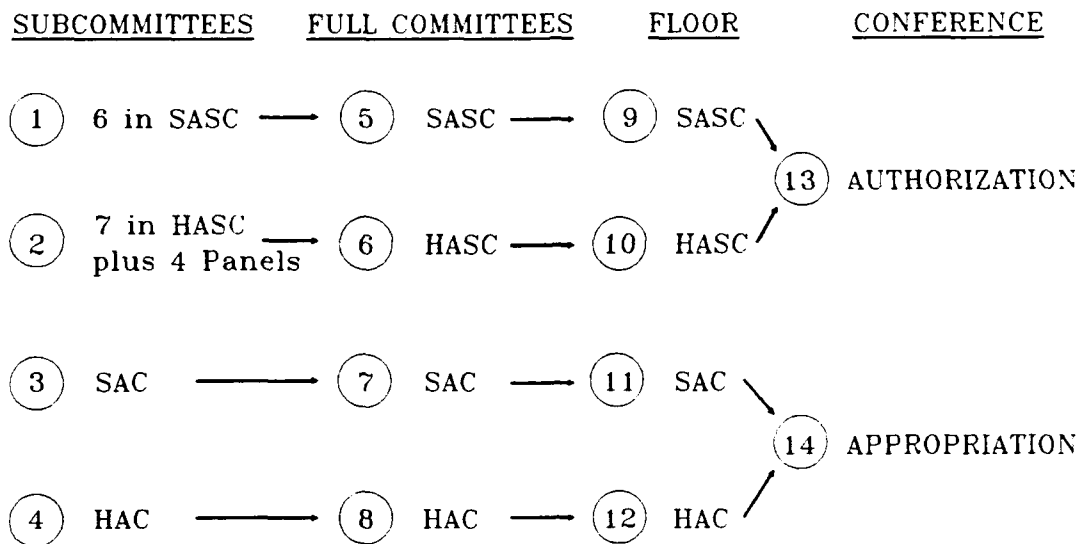 SUBCOMMITTEES FULL COMMITTEES FLOOR CONFERENCE
1 6 in SASC 5 SASC 9 SASC
13 AUTHORIZATION
2 7 in HASC plus 4 Panels 6 HASC 10 HASC
3 SAC 7 SAC 11 SAC
14 APPROPRIATION
4 HAC 8 HAC 12 HAC